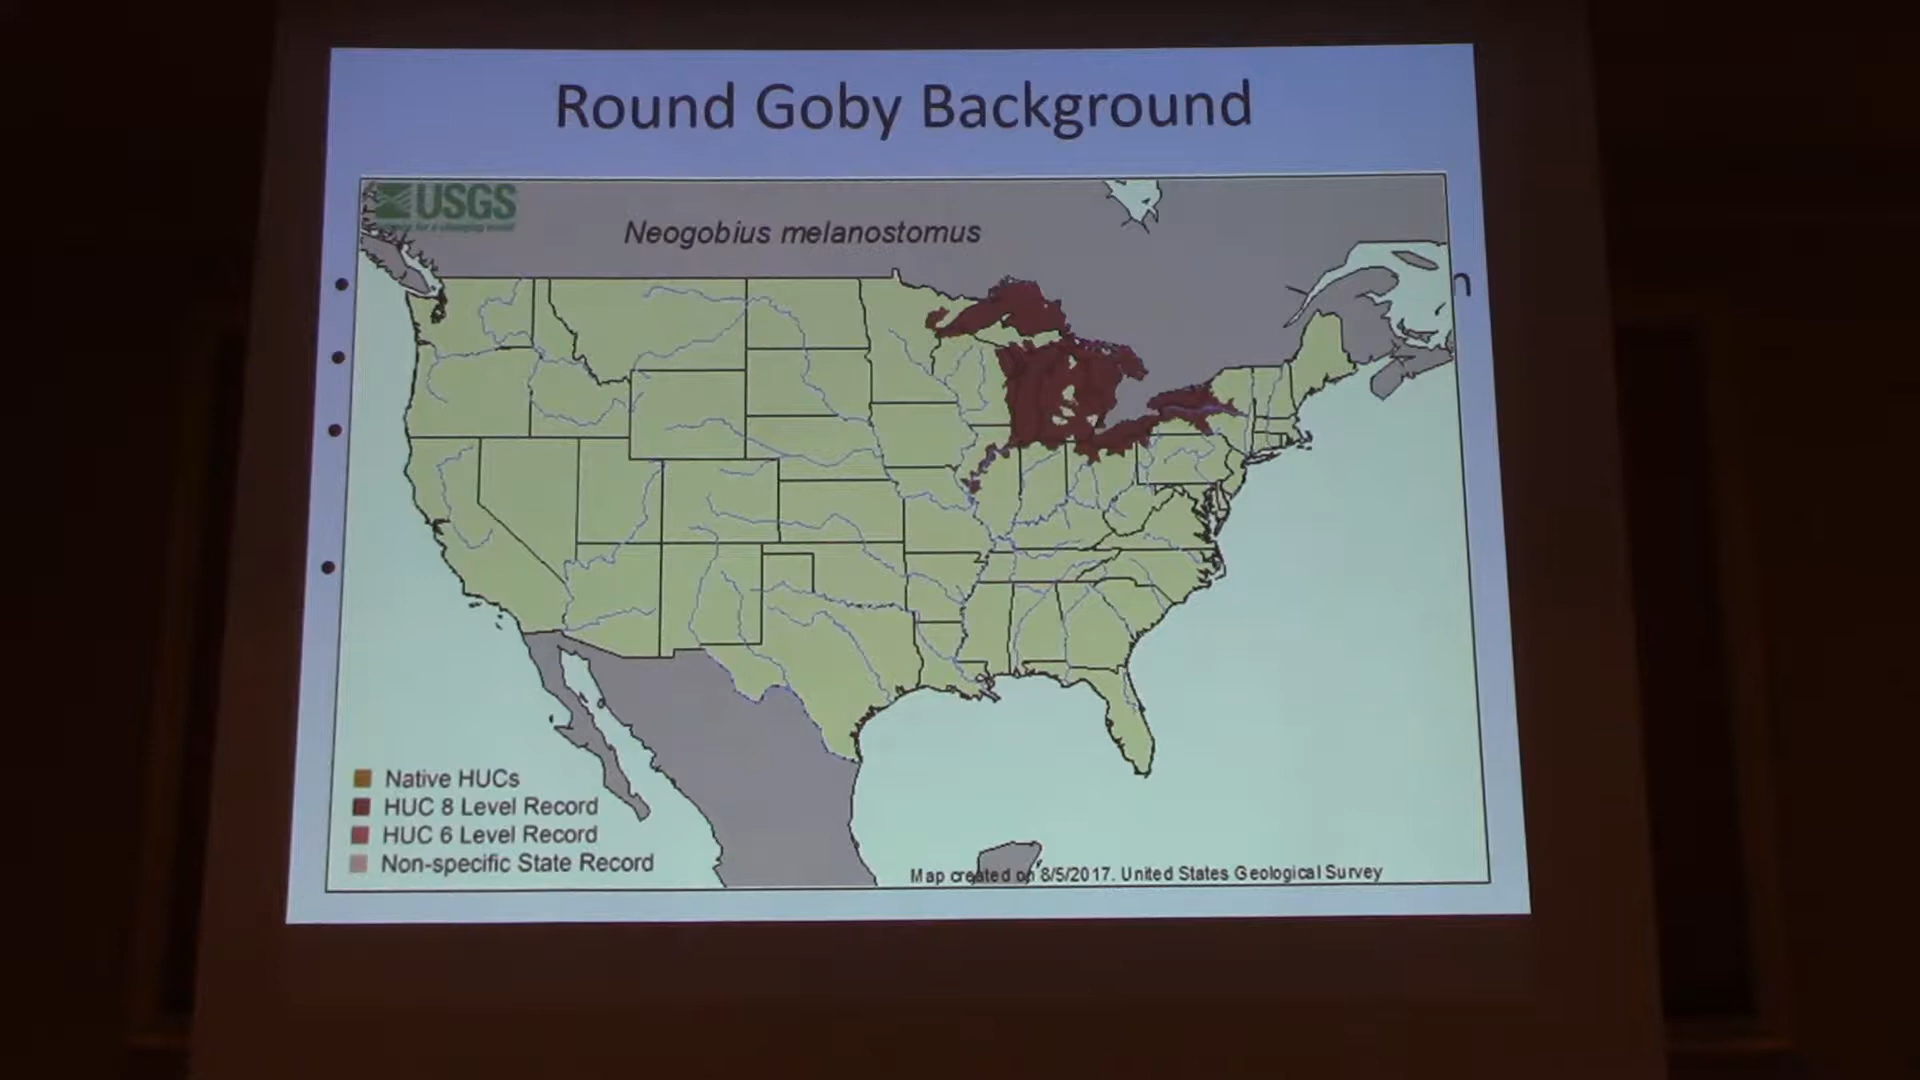 Round Goby Background
USGS
Neogobius melanostomus
Native HUCs
HUC 8 Level Record
HUC 6 Level Record
Non-specific State Record
Map created on 8/5/2017. United States Geological Survey